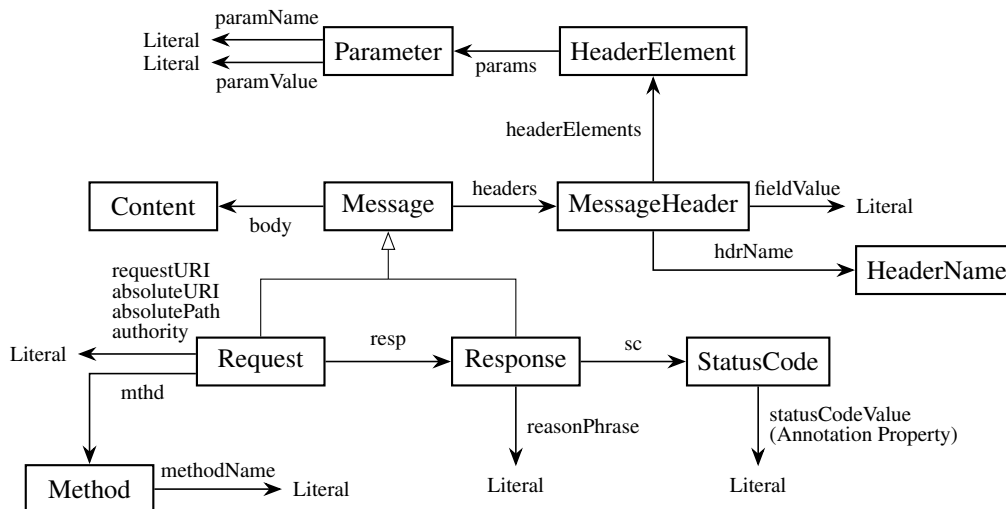 paramName
Literal
Parameter
HeaderElement
Literal
params
paramValue
headerElements
Content
Message
headers
MessageHeader
fieldValue
Literal
body
hdrName
HeaderName
requestURI
absoluteURI
absolutePath
authority
Literal
Request
resp
Response
sc
StatusCode
mthd
reasonPhrase
statusCodeValue
(Annotation Property)
Method
methodName
Literal
Literal
Literal